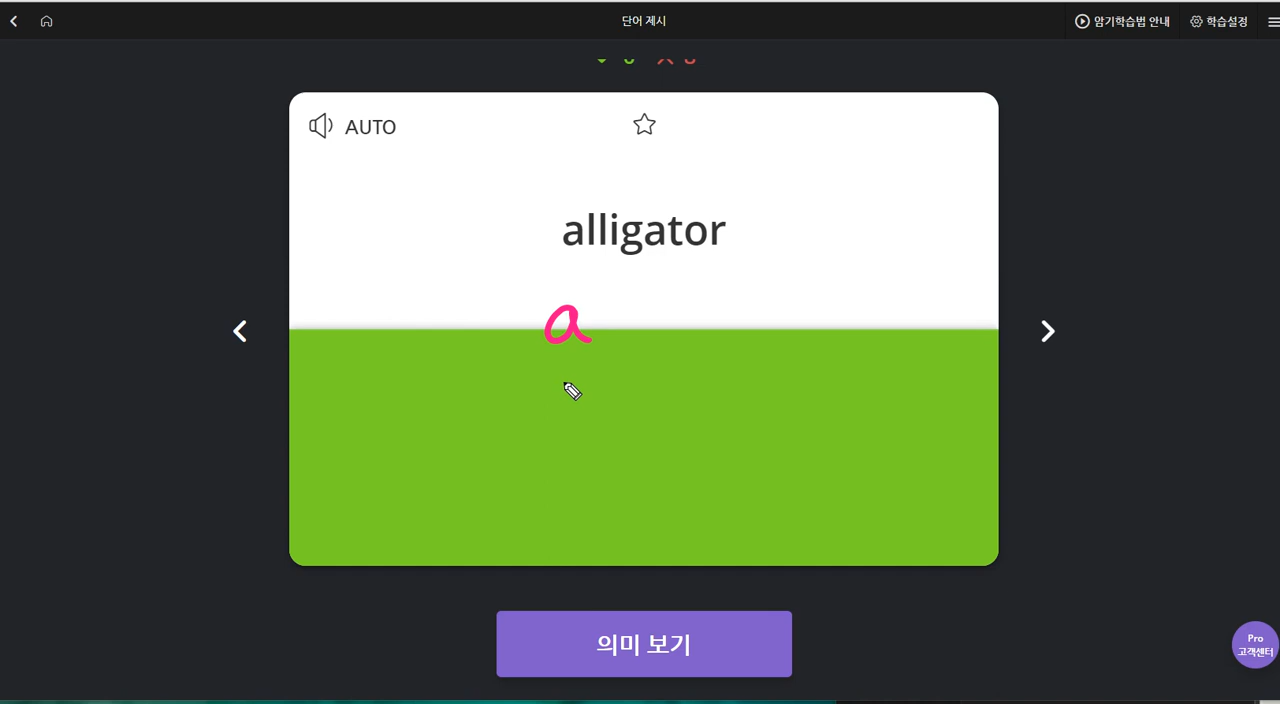 단어 제시
암기학습법 안내
학습설정
AUTO
alligator
a
의미 보기
Pro
고객센터